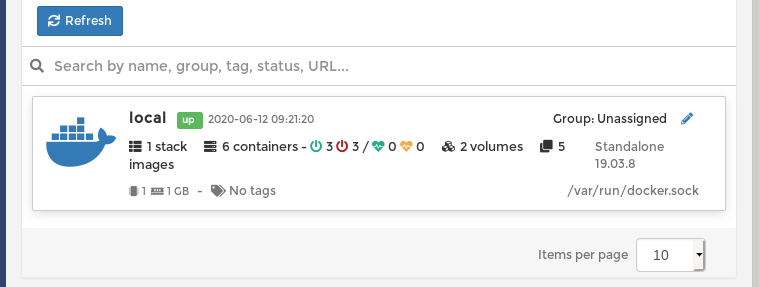 Refresh
Search by name, group, tag, status, URL...
local up 2020-06-12 09:21:20 Group: Unassigned
1 stack 6 containers - 3 3 / 0 0 2 volumes 5 images
Standalone 19.03.8
1 1 GB - No tags /var/run/docker.sock
Items per page 10